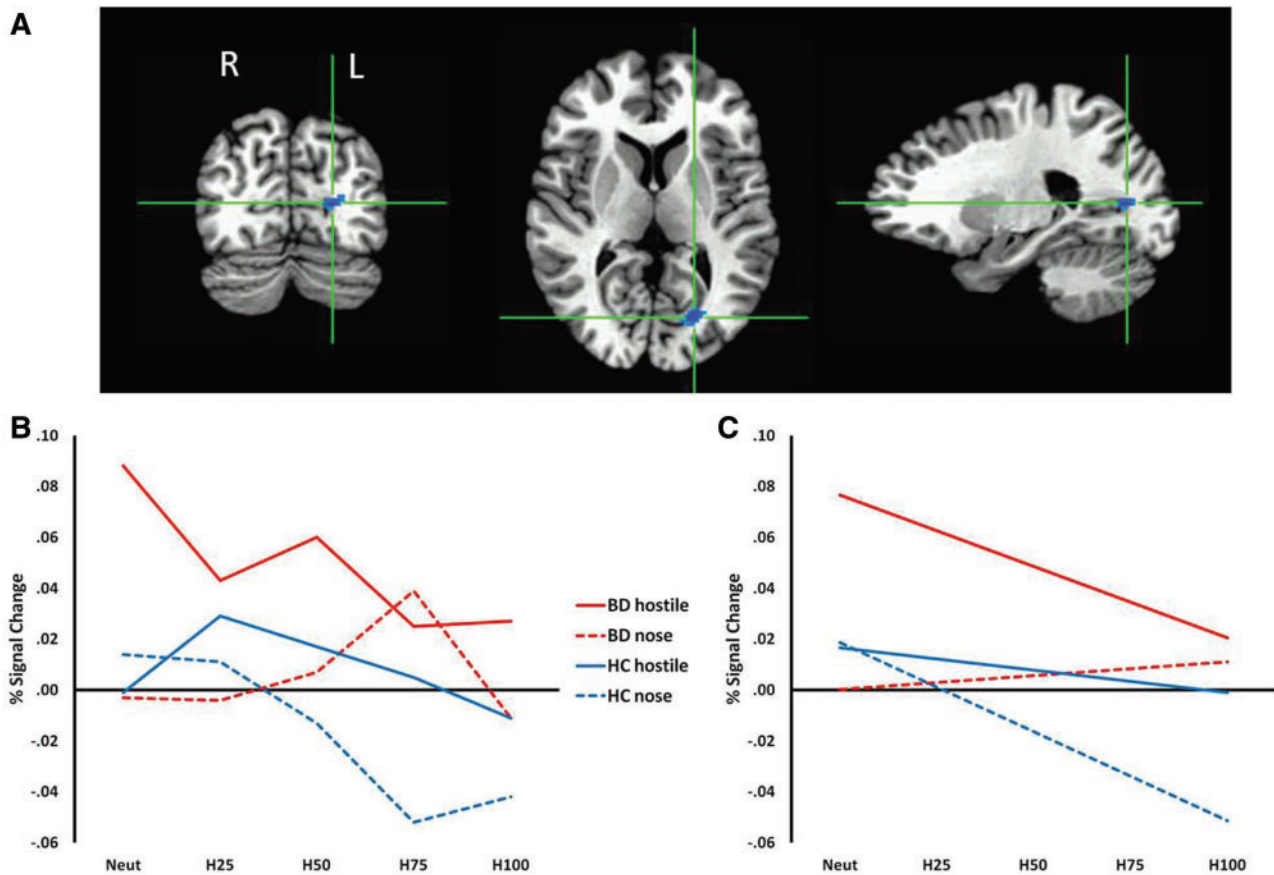 A
R L
B
C
.10
.08
.06
.04
.02
.00
-.02
-.04
-.06
% Signal Change
Neut H25 H50 H75 H100
BD hostile
BD nose
HC hostile
HC nose
.10
.08
.06
.04
.02
.00
-.02
-.04
-.06
% Signal Change
Neut H25 H50 H75 H100